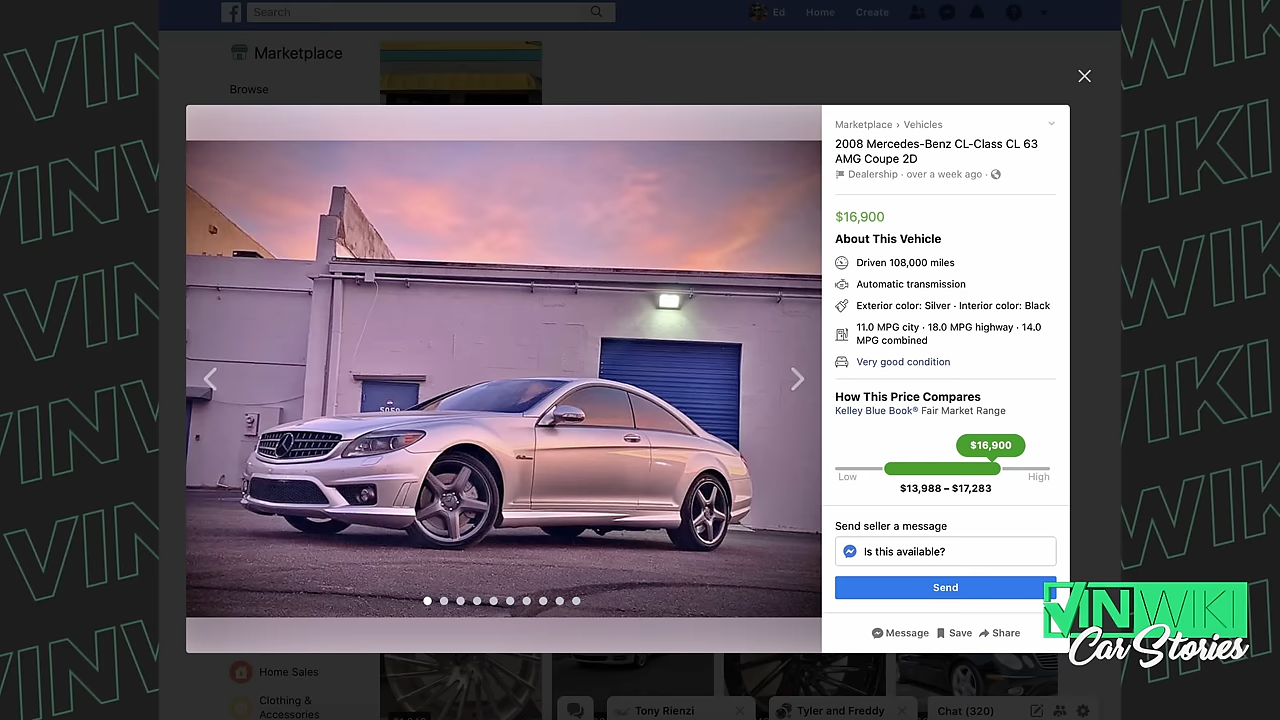 Search
Ed
Home
Create
Marketplace
Browse
Marketplace › Vehicles
2008 Mercedes-Benz CL-Class CL 63
AMG Coupe 2D
Dealership · over a week ago ·
$16,900
About This Vehicle
Driven 108,000 miles
Automatic transmission
Exterior color: Silver · Interior color: Black
11.0 MPG city · 18.0 MPG highway · 14.0
MPG combined
Very good condition
How This Price Compares
Kelley Blue Book® Fair Market Range
$16,900
Low
High
$13,988 – $17,283
Send seller a message
Is this available?
Send
Message
Save
Share
Home Sales
Clothing &
Accessories
Tony Rienzi
Tyler and Freddy
Chat (320)
VINWIKI
Car Stories